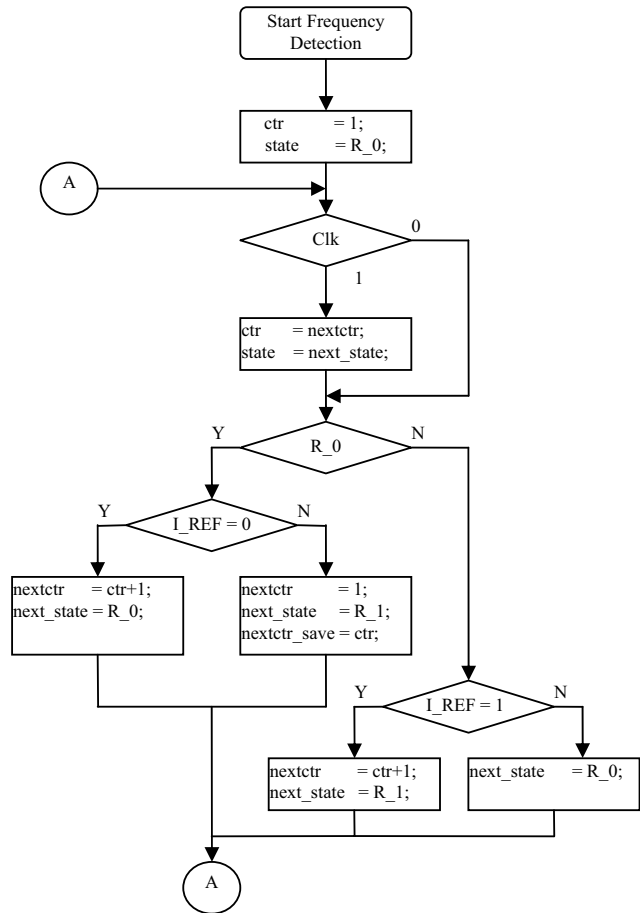 Start Frequency
Detection
ctr = 1;
state = R_0;
A
Clk
0
1
ctr = nextctr;
state = next_state;
Y
R_0
N
Y
I_REF = 0
N
nextctr = ctr+1;
next_state = R_0;
nextctr = 1;
next_state = R_1;
nextctr_save = ctr;
Y
I_REF = 1
N
nextctr = ctr+1;
next_state = R_1;
next_state = R_0;
A